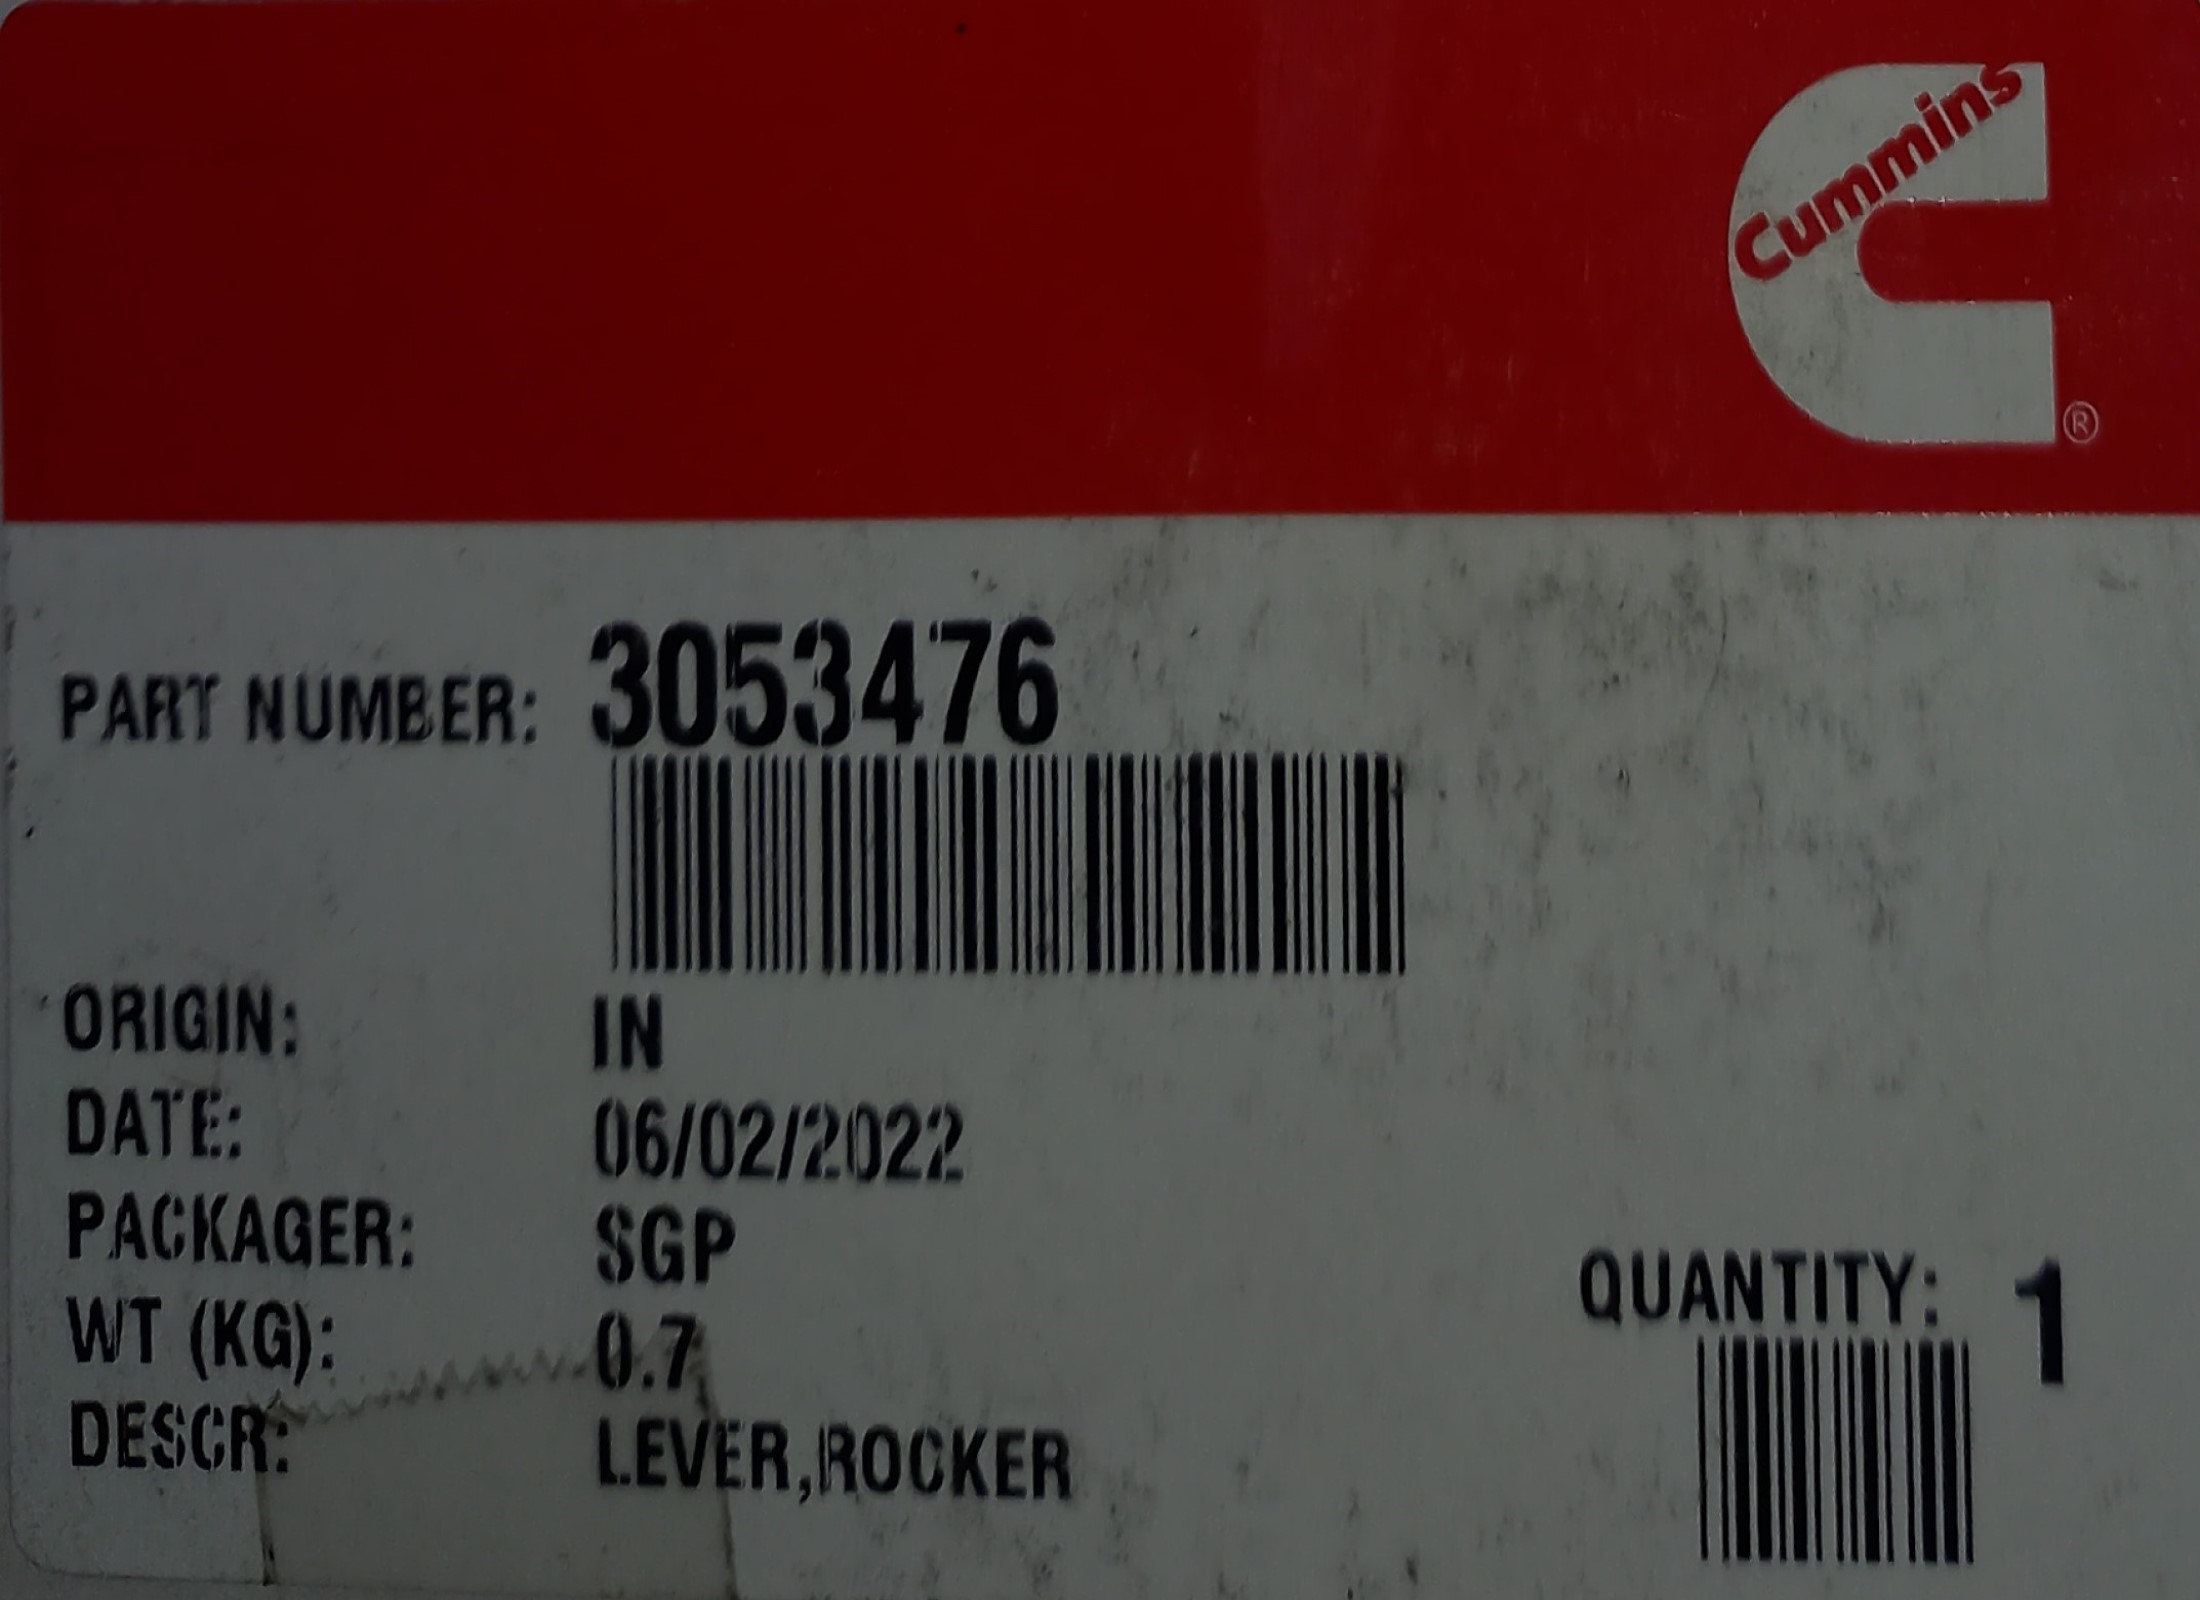 Cummins
®
PART NUMBER: 3053476
ORIGIN: IN
DATE: 06/02/2022
PACKAGER: SGP
WT (KG): 0.7
DESCR: LEVER,ROCKER
QUANTITY: 1